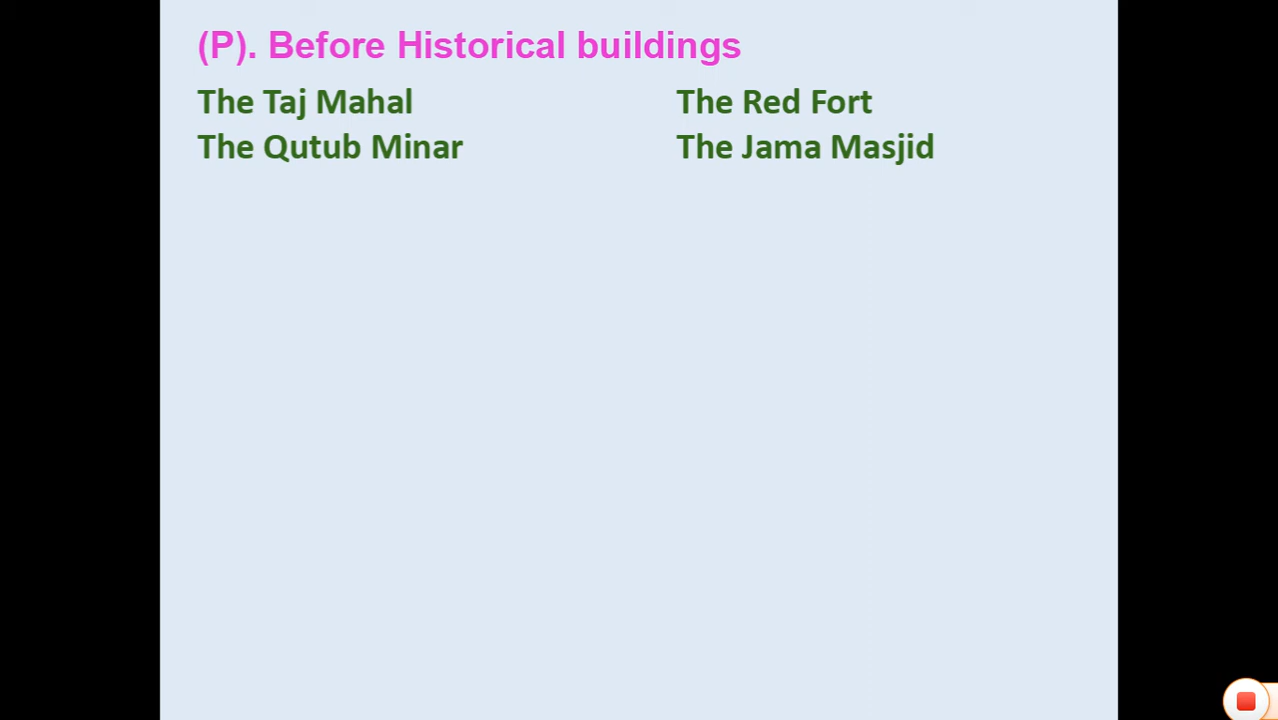 (P). Before Historical buildings
The Taj Mahal The Red Fort
The Qutub Minar The Jama Masjid